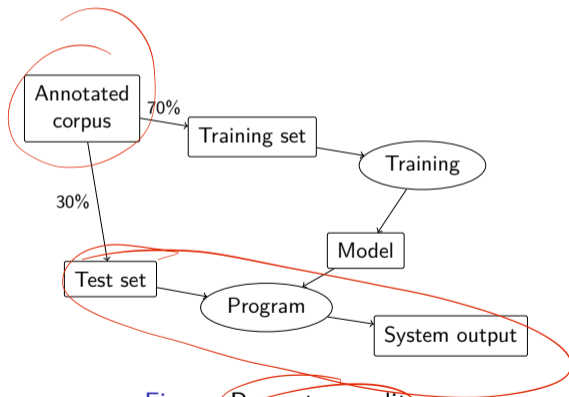 Annotated
corpus
70%
Training set
Training
30%
Model
Test set
Program
System output